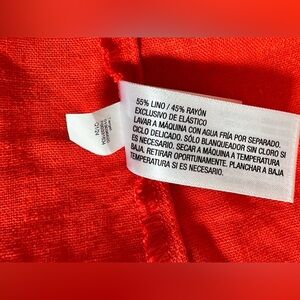 55% LINO / 45% RAYÓN
EXCLUSIVO DE ELÁSTICO
LAVAR A MÁQUINA CON AGUA FRÍA POR SEPARADO.
CICLO DELICADO. SÓLO BLANQUEADOR SIN CLORO SI
ES NECESARIO. SECAR A MÁQUINA A TEMPERATURA
BAJA. RETIRAR OPORTUNAMENTE. PLANCHAR A BAJA
TEMPERATURA SI ES NECESARIO.